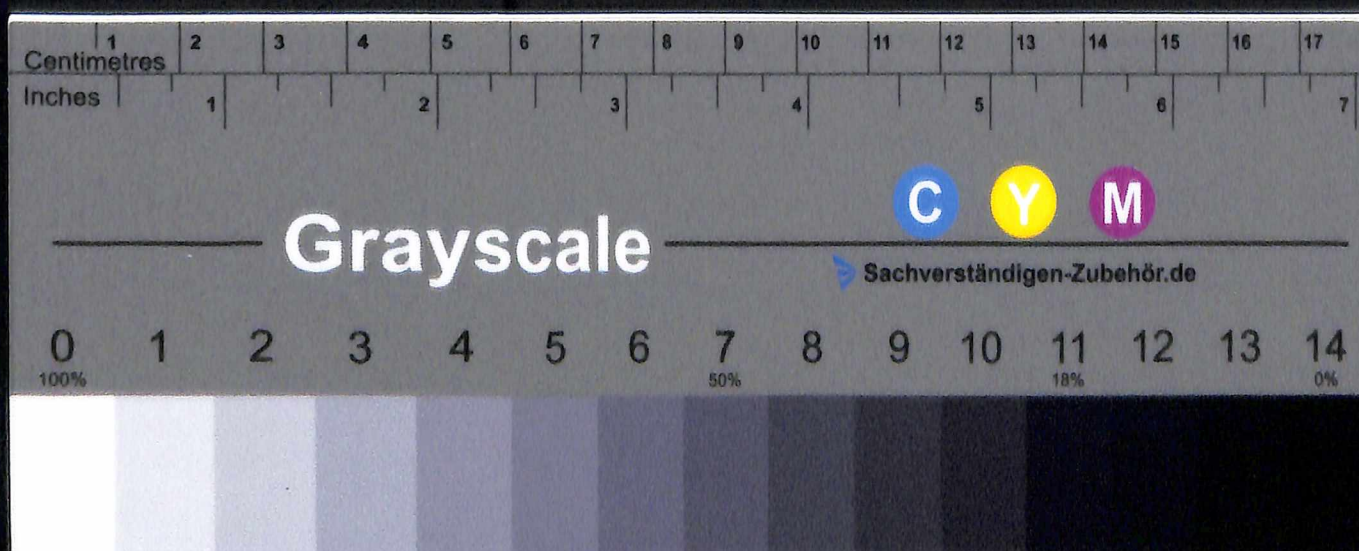 1 2 3 4 5 6 7 8 9 10 11 12 13 14 15 16 17
Centimetres
Inches 1 2 3 4 5 6 7
C Y M
Grayscale
Sachverständigen-Zubehör.de
0 1 2 3 4 5 6 7 8 9 10 11 12 13 14
100% 50% 18% 0%